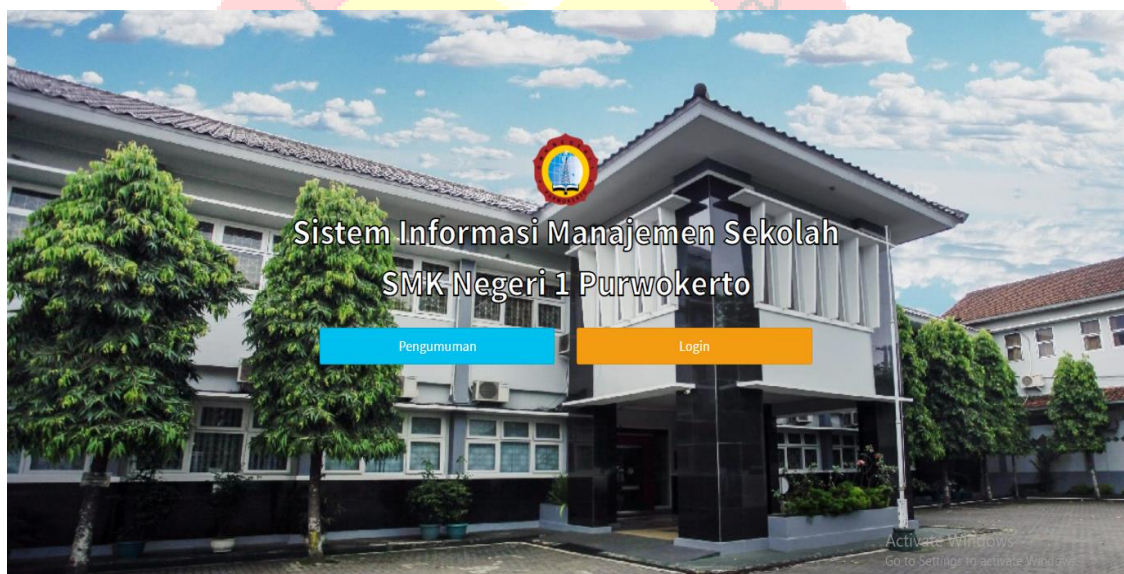 Sistem Informasi Manajemen Sekolah
SMK Negeri 1 Purwokerto
Pengumuman
Login
Activate Windows
Go to Settings to activate Windows.